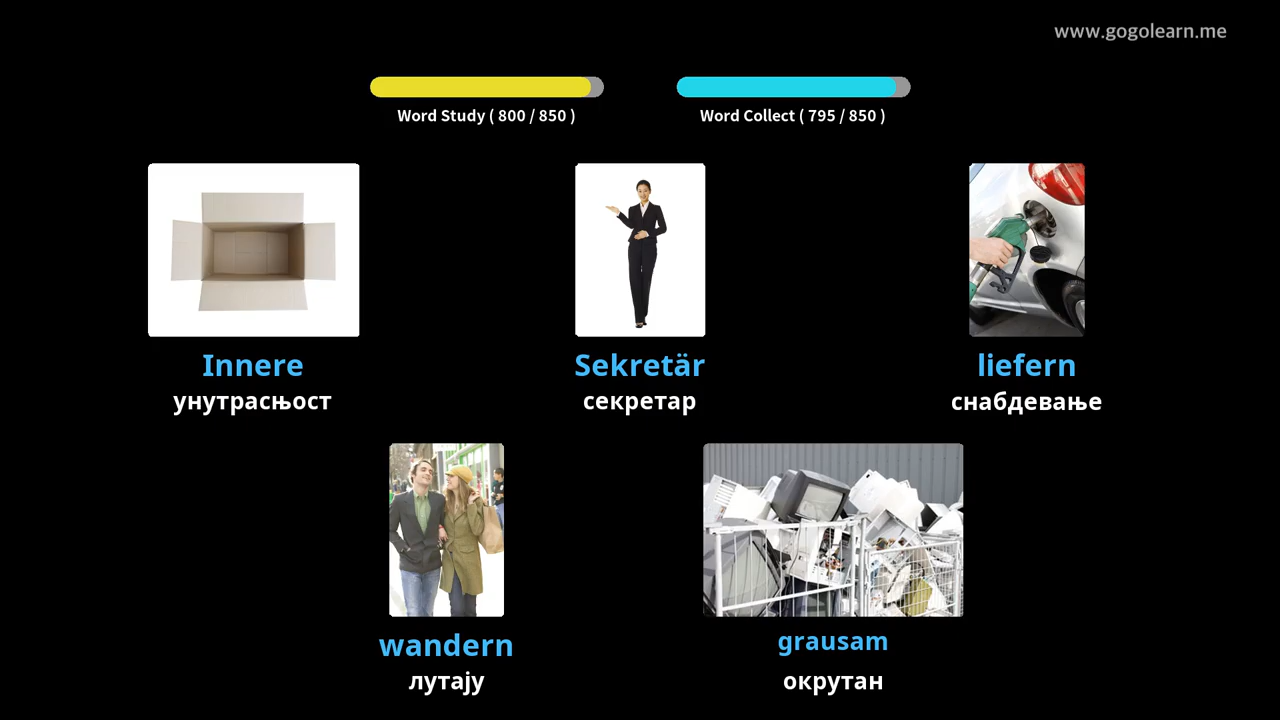 www.gogolearn.me
Word Study ( 800 / 850 )
Word Collect ( 795 / 850 )
Innere
унутрасњост
Sekretär
секретар
liefern
снабдевање
wandern
лутају
grausam
окрутан